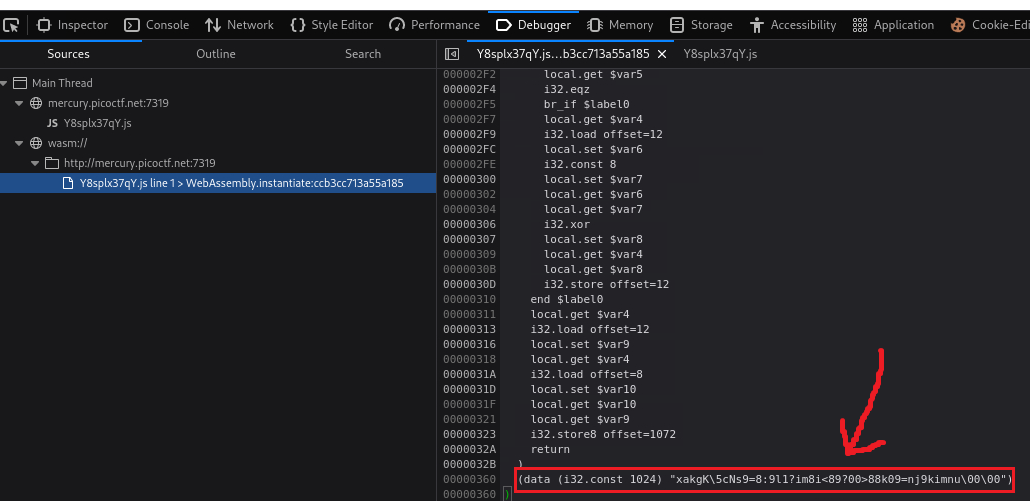 Inspector Console Network Style Editor Performance Debugger Memory Storage Accessibility Application Cookie-Edi
Sources Outline Search
Main Thread
mercury.picoctf.net:7319
JS Y8splx37qY.js
wasm://
http://mercury.picoctf.net:7319
Y8splx37qY.js line 1 > WebAssembly.instantiate:ccb3cc713a55a185
Y8splx37qY.js...b3cc713a55a185 Y8splx37qY.js
000002F2 local.get $var5
000002F4 i32.eqz
000002F5 br_if $label0
000002F7 local.get $var4
000002F9 i32.load offset=12
000002FC local.set $var6
000002FE i32.const 8
00000300 local.set $var7
00000302 local.get $var6
00000304 local.get $var7
00000306 i32.xor
00000307 local.set $var8
00000309 local.get $var4
0000030B local.get $var8
0000030D i32.store offset=12
00000310 end $label0
00000311 local.get $var4
00000313 i32.load offset=12
00000316 local.set $var9
00000318 local.get $var4
0000031A i32.load offset=8
0000031D local.set $var10
0000031F local.get $var10
00000321 local.get $var9
00000323 i32.store8 offset=1072
0000032A return
0000032B )
00000360 (data (i32.const 1024) "xakgK\5cNs9=8:9l1?im8i<89?00>88k09=nj9kimnu\00\00")
00000360 )